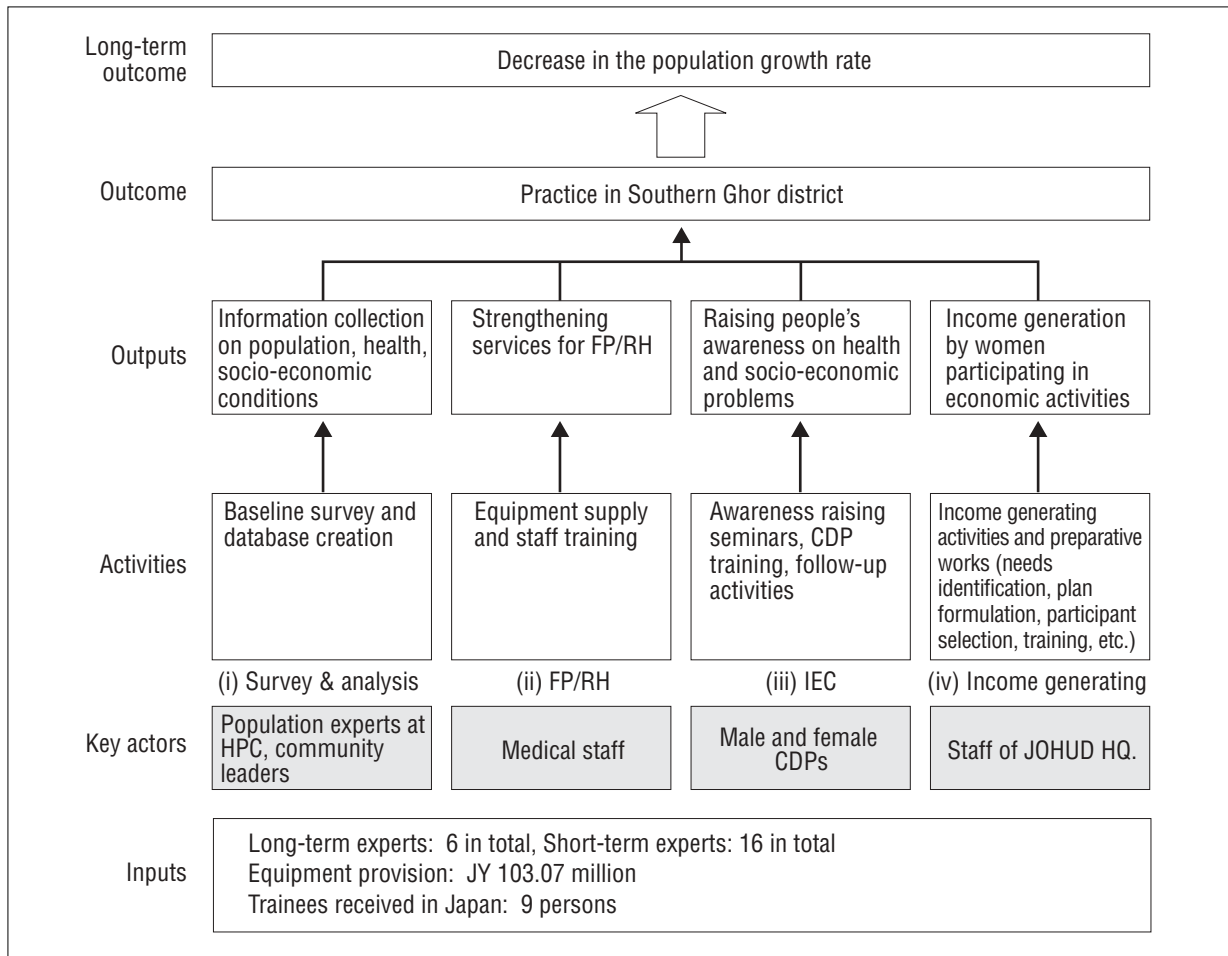 Long-term
outcome
Decrease in the population growth rate
Outcome
Practice in Southern Ghor district
Outputs
Information collection
on population, health,
socio-economic
conditions
Strengthening
services for FP/RH
Raising people's
awareness on health
and socio-economic
problems
Income generation
by women
participating in
economic activities
Activities
Baseline survey and
database creation
Equipment supply
and staff training
Awareness raising
seminars, CDP
training, follow-up
activities
Income generating
activities and preparative
works (needs
identification, plan
formulation, participant
selection, training, etc.)
(i) Survey & analysis
(ii) FP/RH
(iii) IEC
(iv) Income generating
Key actors
Population experts at
HPC, community
leaders
Medical staff
Male and female
CDPs
Staff of JOHUD HQ.
Inputs
Long-term experts: 6 in total, Short-term experts: 16 in total
Equipment provision: JY 103.07 million
Trainees received in Japan: 9 persons